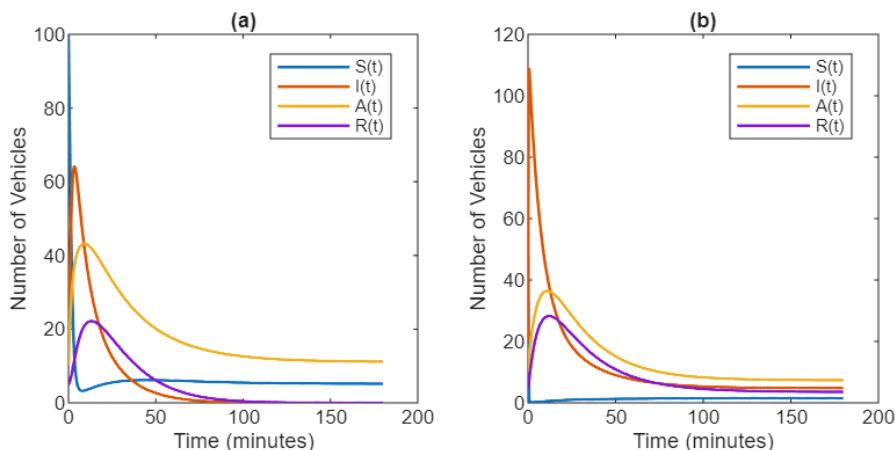 (a)
Number of Vehicles
100
80
60
40
20
0
0 50 100 150 200
Time (minutes)
S(t)
I(t)
A(t)
R(t)
(b)
Number of Vehicles
120
100
80
60
40
20
0
0 50 100 150 200
Time (minutes)
S(t)
I(t)
A(t)
R(t)